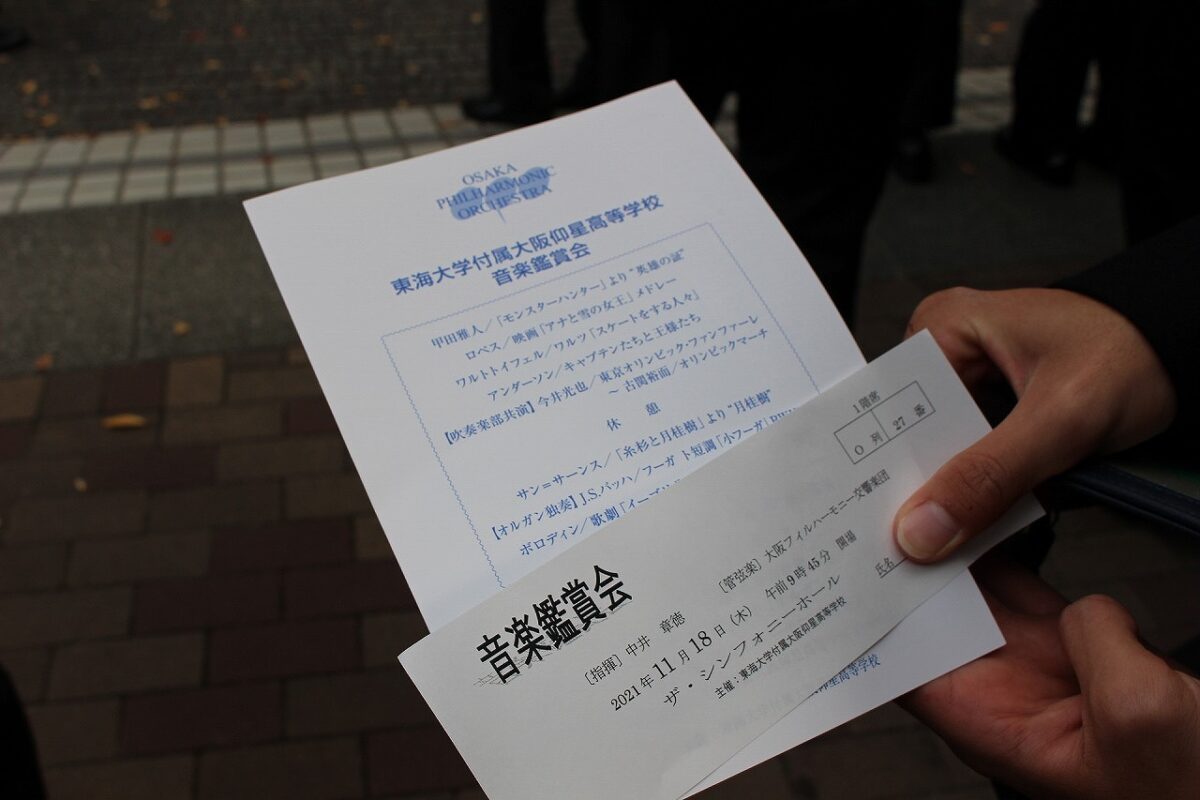 OSAKA
PHILHARMONIC
ORCHESTRA
東海大学付属大阪仰星高等学校
音楽鑑賞会
甲田雅人／「モンスターハンター」より “英雄の証”
ロペス／映画「アナと雪の女王」メドレー
ワルトトイフェル／ワルツ「スケートをする人々」
アンダーソン／キャプテンたちと王様たち
【吹奏楽部共演】今井光也／東京オリンピック・ファンファーレ
～ 古関裕而／オリンピックマーチ
休　憩
サン＝サーンス／「糸杉と月桂樹」より “月桂樹”
【オルガン独奏】J.S.バッハ／フーガ ト短調「小フーガ」
ボロディン／歌劇「イーゴリ
音楽鑑賞会
1階席
O 列 27 番
〔指揮〕中井　章徳　〔管弦楽〕大阪フィルハーモニー交響楽団
2021年11月18日（木）　午前9時45分　開場
ザ・シンフォニーホール
氏名
主催：東海大学付属大阪仰星高等学校
仰星高等学校